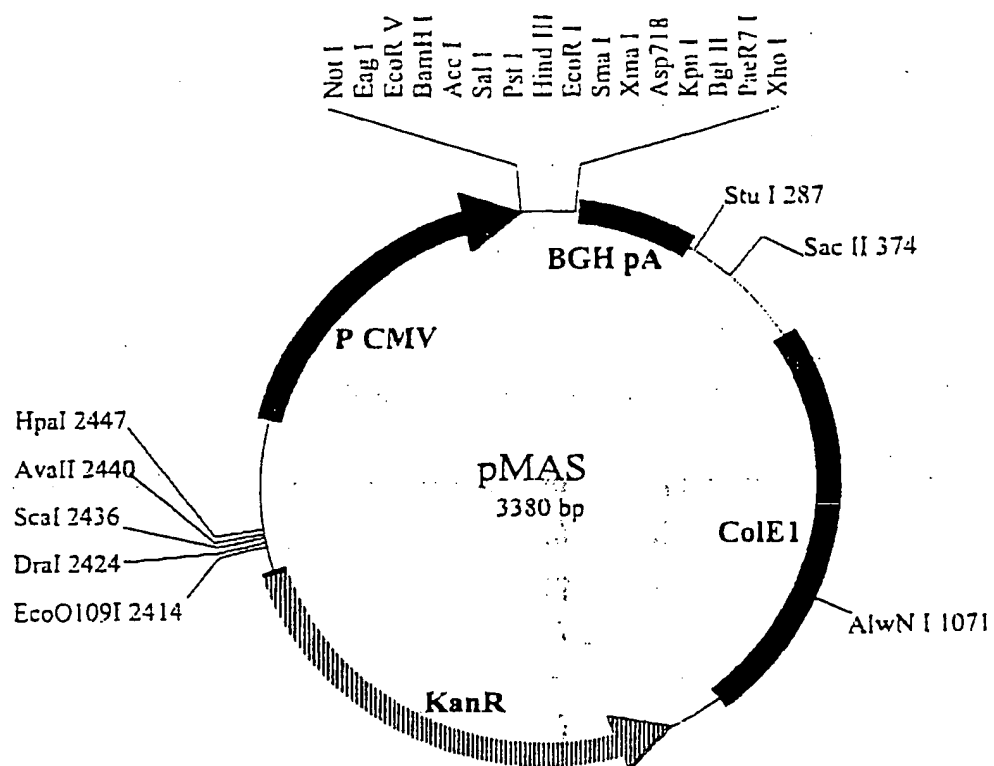 Not I
Eag I
EcoR V
BamH I
Acc I
Sal I
Pst I
Hind III
EcoR I
Sma I
Xma I
Asp718
Kpn I
Bgl II
PaeR7 I
Xho I
Stu I 287
Sac II 374
BGH pA
P CMV
HpaI 2447
AvaII 2440
ScaI 2436
DraI 2424
EcoO109I 2414
pMAS
3380 bp
ColE1
AlwN I 1071
KanR